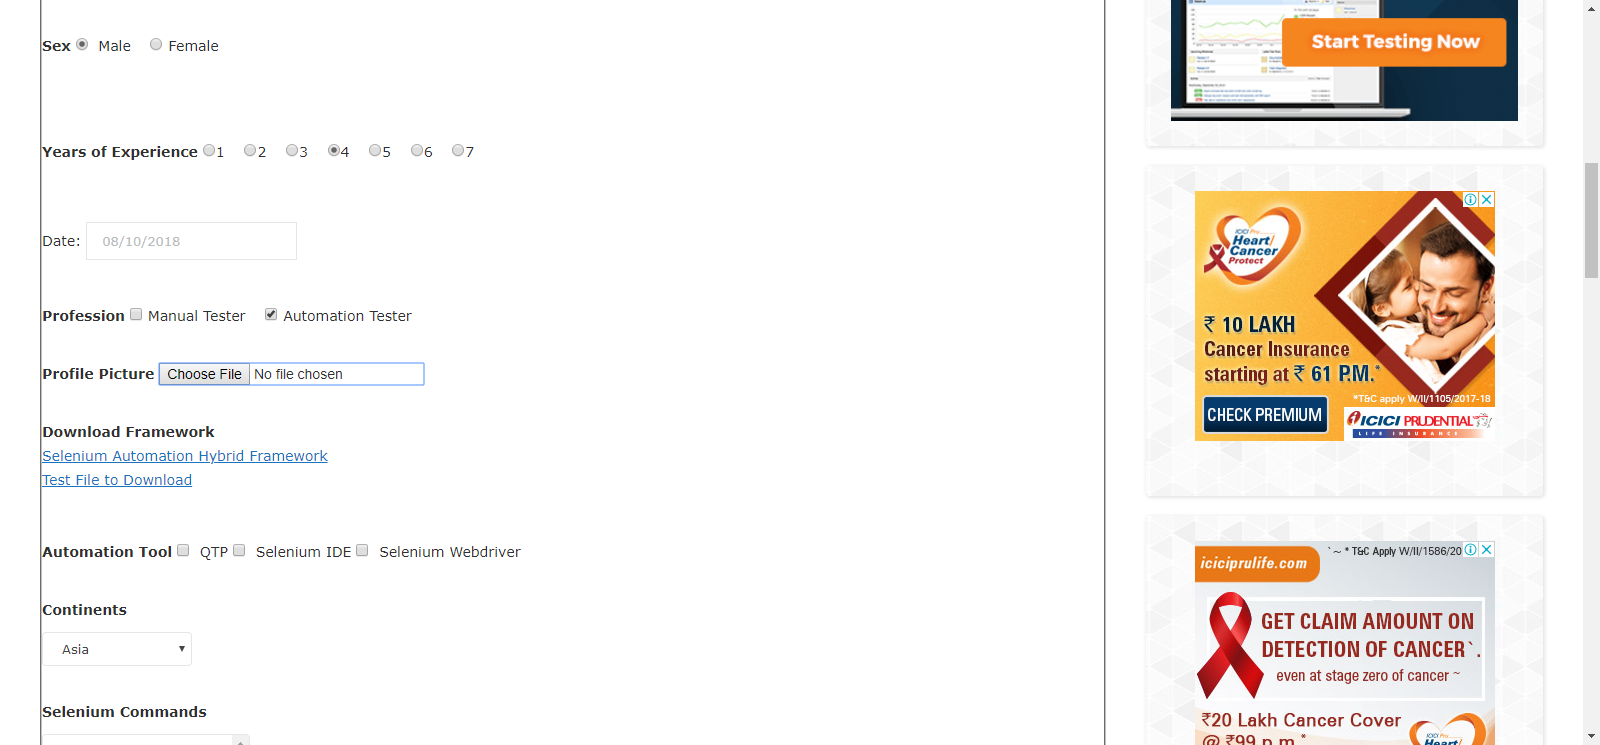 Sex Male Female
Years of Experience 1 2 3 4 5 6 7
Date: 08/10/2018
Profession Manual Tester Automation Tester
Profile Picture Choose File No file chosen
Download Framework
Selenium Automation Hybrid Framework
Test File to Download
Automation Tool QTP Selenium IDE Selenium Webdriver
Continents
Asia
Selenium Commands
Start Testing Now
ICICI Pru
Heart/
Cancer
Protect
₹ 10 LAKH
Cancer Insurance
starting at ₹ 61 P.M.*
*T&C apply W/II/1105/2017-18
CHECK PREMIUM
ICICI PRUDENTIAL
LIFE INSURANCE
`~ * T&C Apply W/II/1586/20
iciciprulife.com
GET CLAIM AMOUNT ON
DETECTION OF CANCER`.
even at stage zero of cancer ~
₹20 Lakh Cancer Cover
@ ₹99 p.m.*
ICICI Pru
Heart/